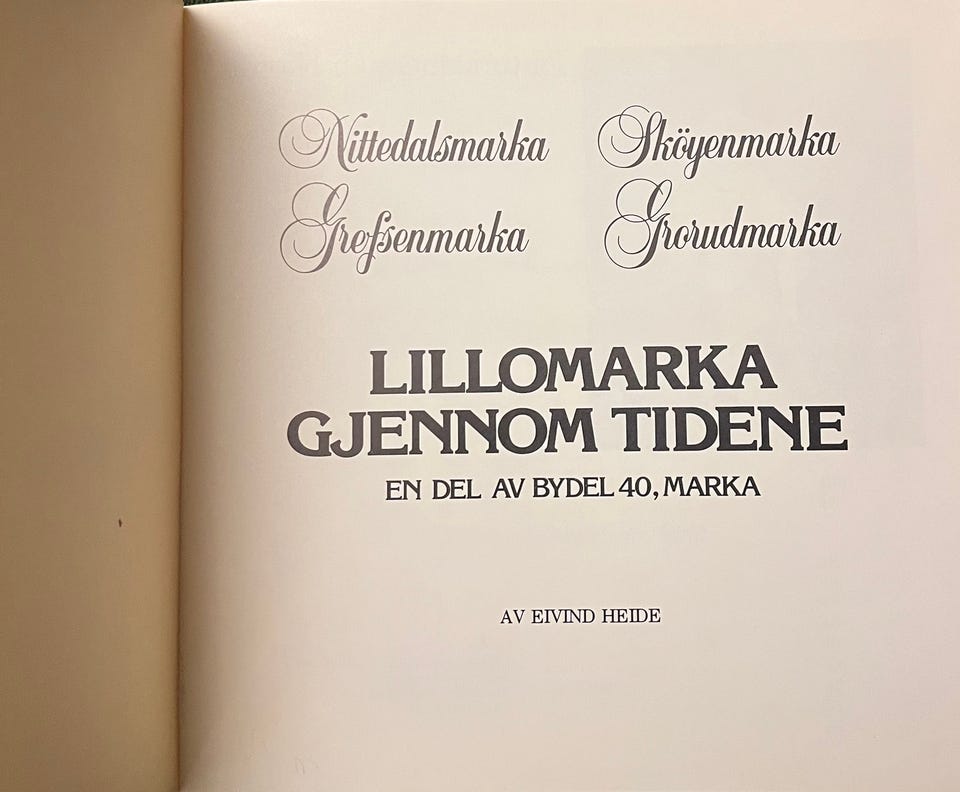 Nittedalsmarka Sköyenmarka
Grefsenmarka Grorudmarka
LILLOMARKA
GJENNOM TIDENE
EN DEL AV BYDEL 40, MARKA
AV EIVIND HEIDE